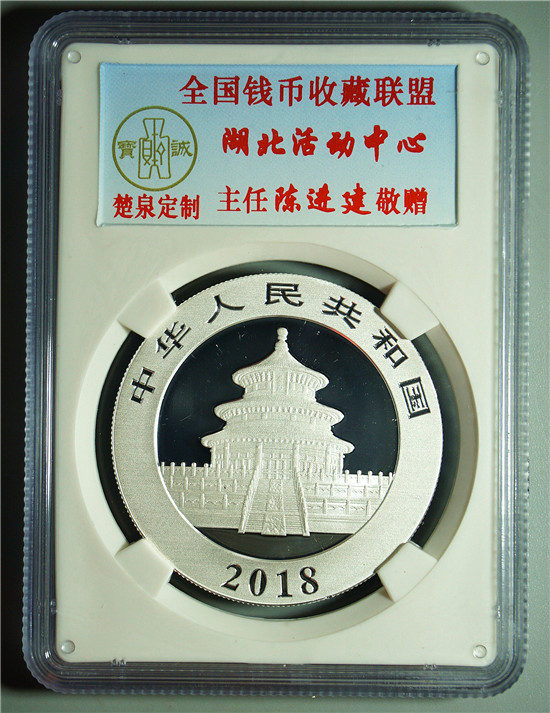 全国钱币收藏联盟
湖北活动中心
寶 誠
楚泉定制
主任陈进建敬赠
中华人民共和国
2018